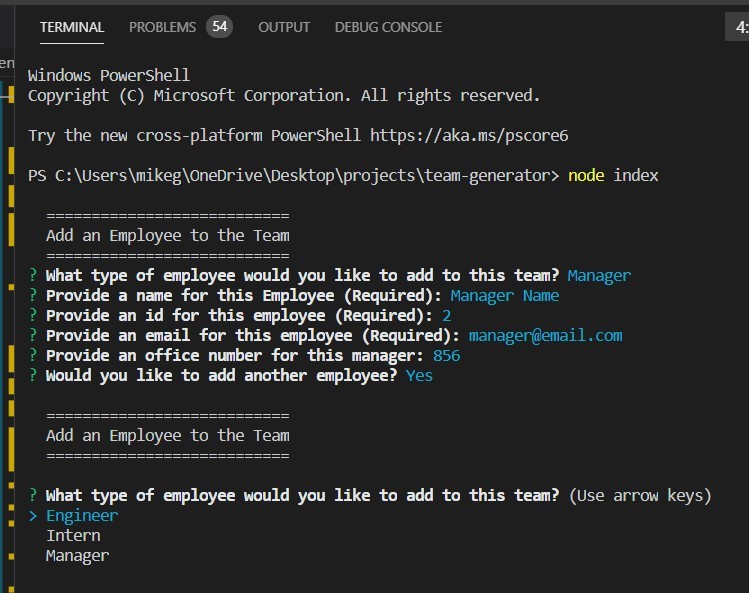 TERMINAL PROBLEMS 54 OUTPUT DEBUG CONSOLE 4:
en
Windows PowerShell
Copyright (C) Microsoft Corporation. All rights reserved.
Try the new cross-platform PowerShell https://aka.ms/pscore6
PS C:\Users\mikeg\OneDrive\Desktop\projects\team-generator> node index
===========================
Add an Employee to the Team
===========================
? What type of employee would you like to add to this team? Manager
? Provide a name for this Employee (Required): Manager Name
? Provide an id for this employee (Required): 2
? Provide an email for this employee (Required): manager@email.com
? Provide an office number for this manager: 856
? Would you like to add another employee? Yes
===========================
Add an Employee to the Team
===========================
? What type of employee would you like to add to this team? (Use arrow keys)
> Engineer
Intern
Manager